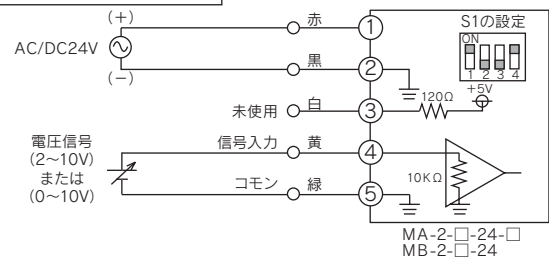 (+)
赤
①
S1の設定
ON
1 2 3 4
AC/DC24V
黒
②
(−)
+5V
120Ω
未使用
白
③
電圧信号
(2〜10V)
または
(0〜10V)
信号入力
黄
④
10KΩ
コモン
緑
⑤
MA-2-□-24-□
MB-2-□-24